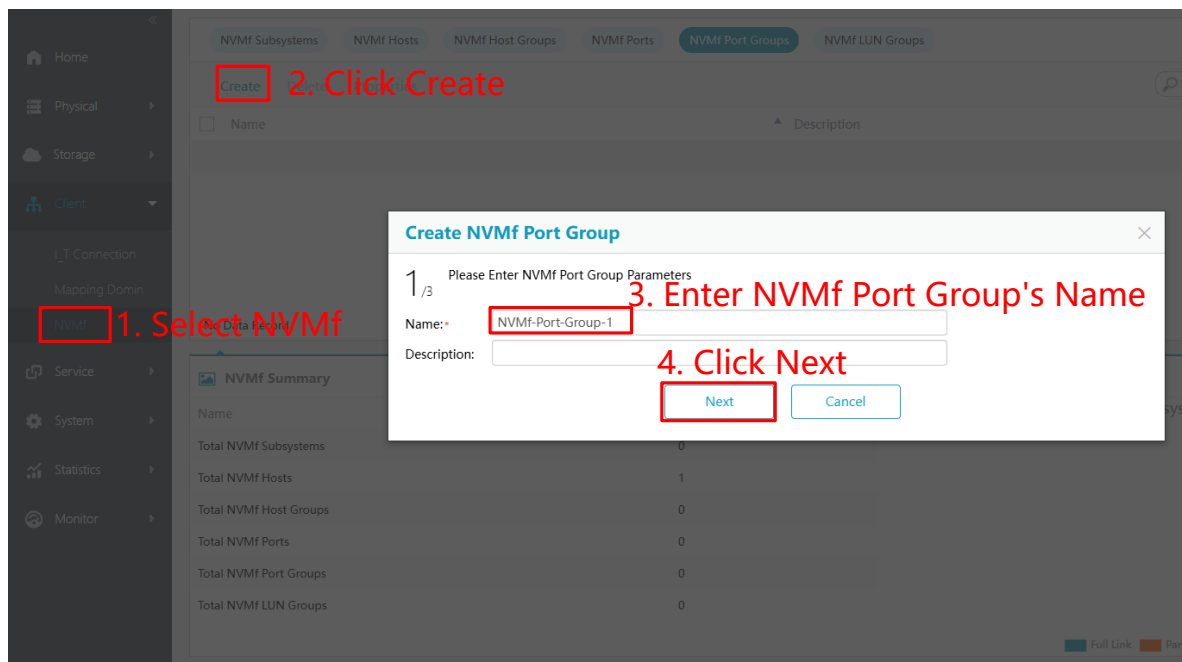 NVMf Subsystems NVMf Hosts NVMf Host Groups NVMf Ports NVMf Port Groups NVMf LUN Groups
Home
Create 2. Click Create
Physical
Name Description
Storage
Client
Create NVMf Port Group
I_T Connection
1 /3 Please Enter NVMf Port Group Parameters
Mapping Domin
3. Enter NVMf Port Group's Name
NVMf 1. Select NVMf
No Data Record
Name:* NVMf-Port-Group-1
Description:
4. Click Next
Service
NVMf Summary
Next Cancel
Name
System
Total NVMf Subsystems 0
Statistics
Total NVMf Hosts 1
Total NVMf Host Groups 0
Monitor
Total NVMf Ports 0
Total NVMf Port Groups 0
Total NVMf LUN Groups 0
Full Link